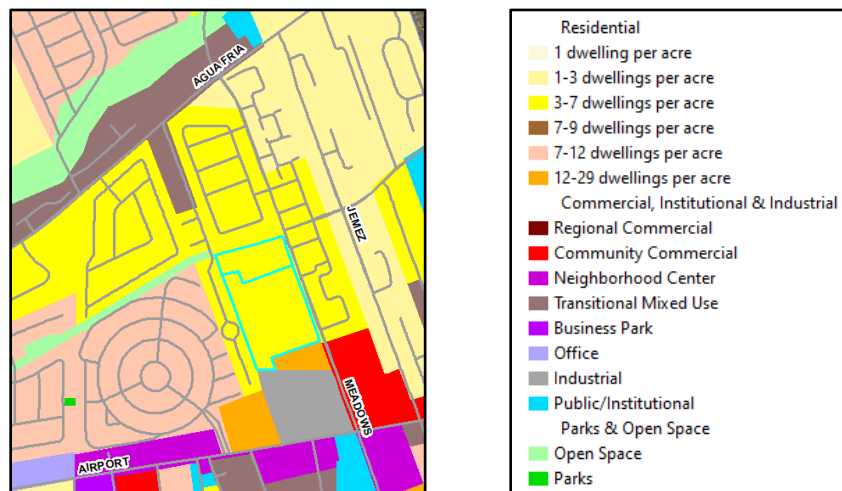 AGUA FRIA
JEMEZ
MEADOWS
AIRPORT
Residential
1 dwelling per acre
1-3 dwellings per acre
3-7 dwellings per acre
7-9 dwellings per acre
7-12 dwellings per acre
12-29 dwellings per acre
Commercial, Institutional & Industrial
Regional Commercial
Community Commercial
Neighborhood Center
Transitional Mixed Use
Business Park
Office
Industrial
Public/Institutional
Parks & Open Space
Open Space
Parks